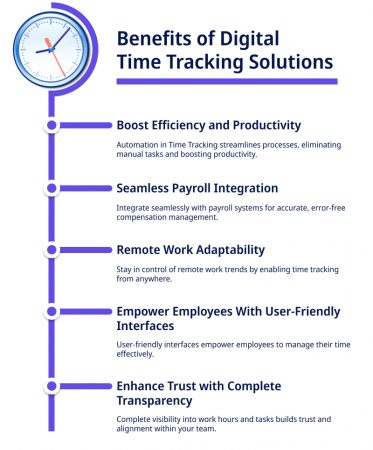 Benefits of Digital
Time Tracking Solutions
Boost Efficiency and Productivity
Automation in Time Tracking streamlines processes, eliminating
manual tasks and boosting productivity.
Seamless Payroll Integration
Integrate seamlessly with payroll systems for accurate, error-free
compensation management.
Remote Work Adaptability
Stay in control of remote work trends by enabling time tracking
from anywhere.
Empower Employees With User-Friendly
Interfaces
User-friendly interfaces empower employees to manage their time
effectively.
Enhance Trust with Complete
Transparency
Complete visibility into work hours and tasks builds trust and
alignment within your team.